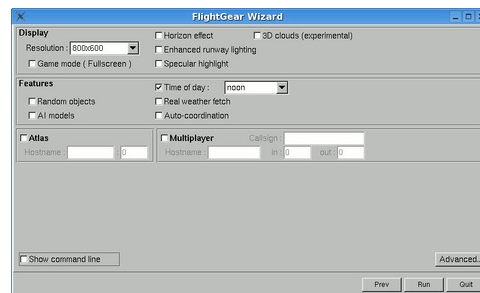 FlightGear Wizard
Display
Resolution : 800x600
Horizon effect
3D clouds (experimental)
Enhanced runway lighting
Game mode ( Fullscreen )
Specular highlight
Features
Time of day : noon
Random objects
Real weather fetch
AI models
Auto-coordination
Atlas
Hostname : : 0
Multiplayer
Callsign :
Hostname : in : 0 out : 0
Show command line
Advanced...
Prev
Run
Quit